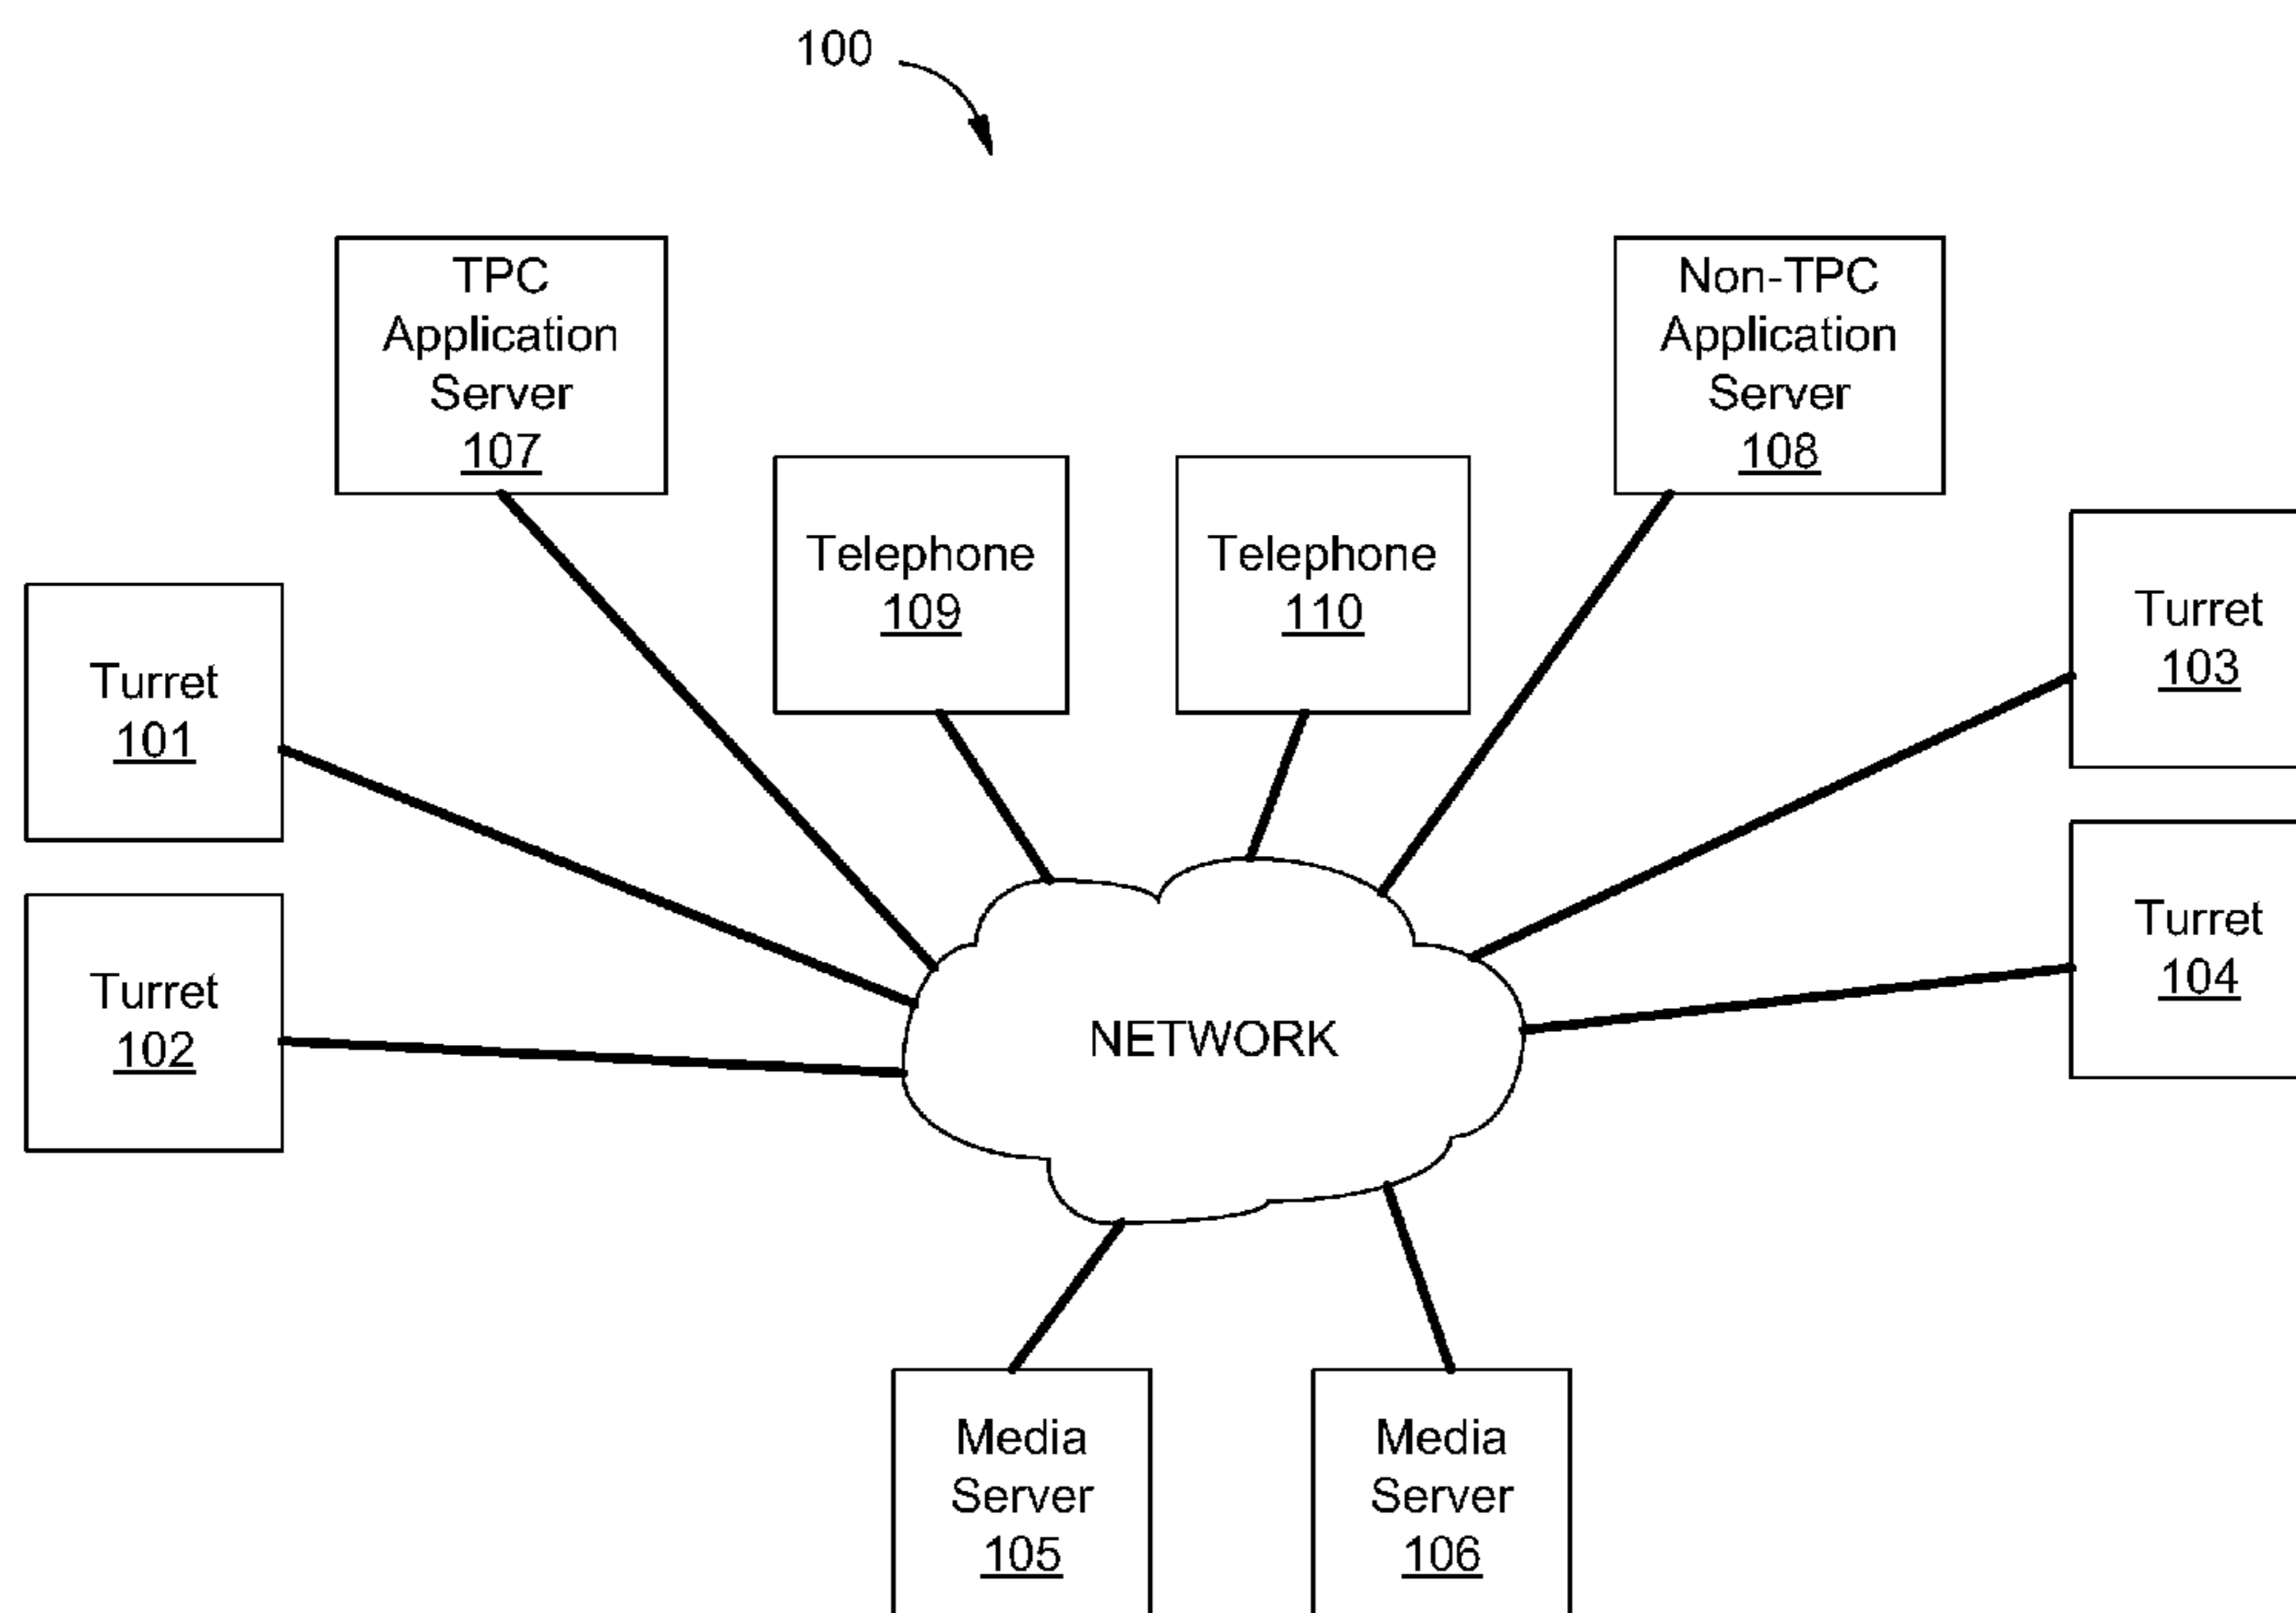 100
TPC
Application
Server
107
Non-TPC
Application
Server
108
Telephone
109
Telephone
110
Turret
101
Turret
103
Turret
102
Turret
104
NETWORK
Media
Server
105
Media
Server
106